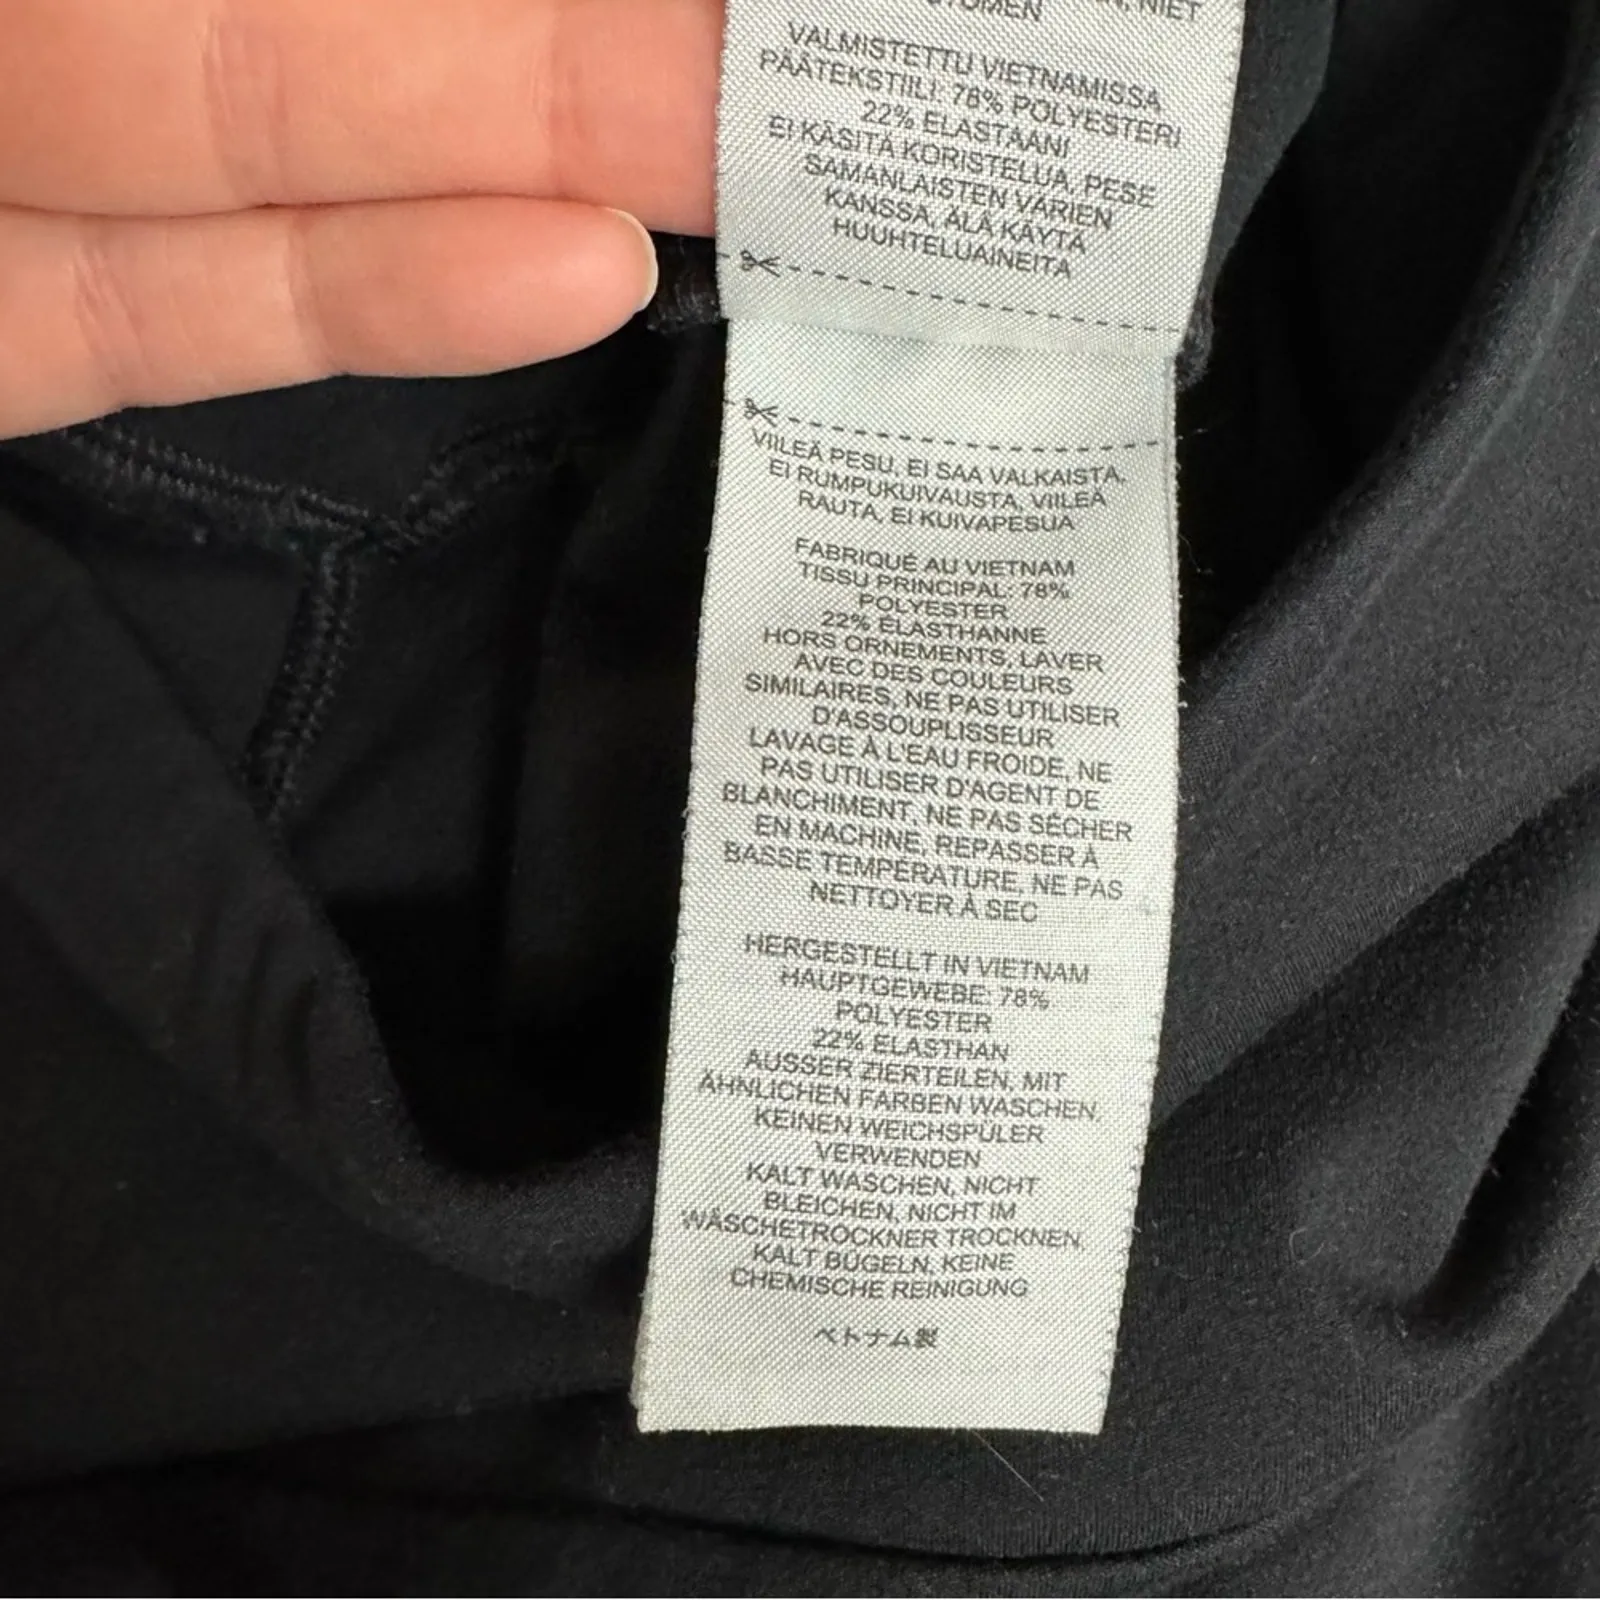 NIET
VALMISTETTU VIETNAMISSA
PÄÄTEKSTIILI: 78% POLYESTERI
22% ELASTAANI
EI KÄSITÄ KORISTELUA, PESE
SAMANLAISTEN VÄRIEN
KANSSA, ÄLÄ KÄYTÄ
HUUHTELUAINEITA
VIILEÄ PESU, EI SAA VALKAISTA,
EI RUMPUKUIVAUSTA, VIILEÄ
RAUTA, EI KUIVAPESUA
FABRIQUÉ AU VIETNAM
TISSU PRINCIPAL: 78%
POLYESTER
22% ÉLASTHANNE
HORS ORNEMENTS, LAVER
AVEC DES COULEURS
SIMILAIRES, NE PAS UTILISER
D'ASSOUPLISSEUR
LAVAGE À L'EAU FROIDE, NE
PAS UTILISER D'AGENT DE
BLANCHIMENT, NE PAS SÉCHER
EN MACHINE, REPASSER À
BASSE TEMPÉRATURE, NE PAS
NETTOYER À SEC
HERGESTELLT IN VIETNAM
HAUPTGEWEBE: 78%
POLYESTER
22% ELASTHAN
AUSSER ZIERTEILEN, MIT
ÄHNLICHEN FARBEN WASCHEN,
KEINEN WEICHSPÜLER
VERWENDEN
KALT WASCHEN, NICHT
BLEICHEN, NICHT IM
WÄSCHETROCKNER TROCKNEN,
KALT BÜGELN, KEINE
CHEMISCHE REINIGUNG
ベトナム製